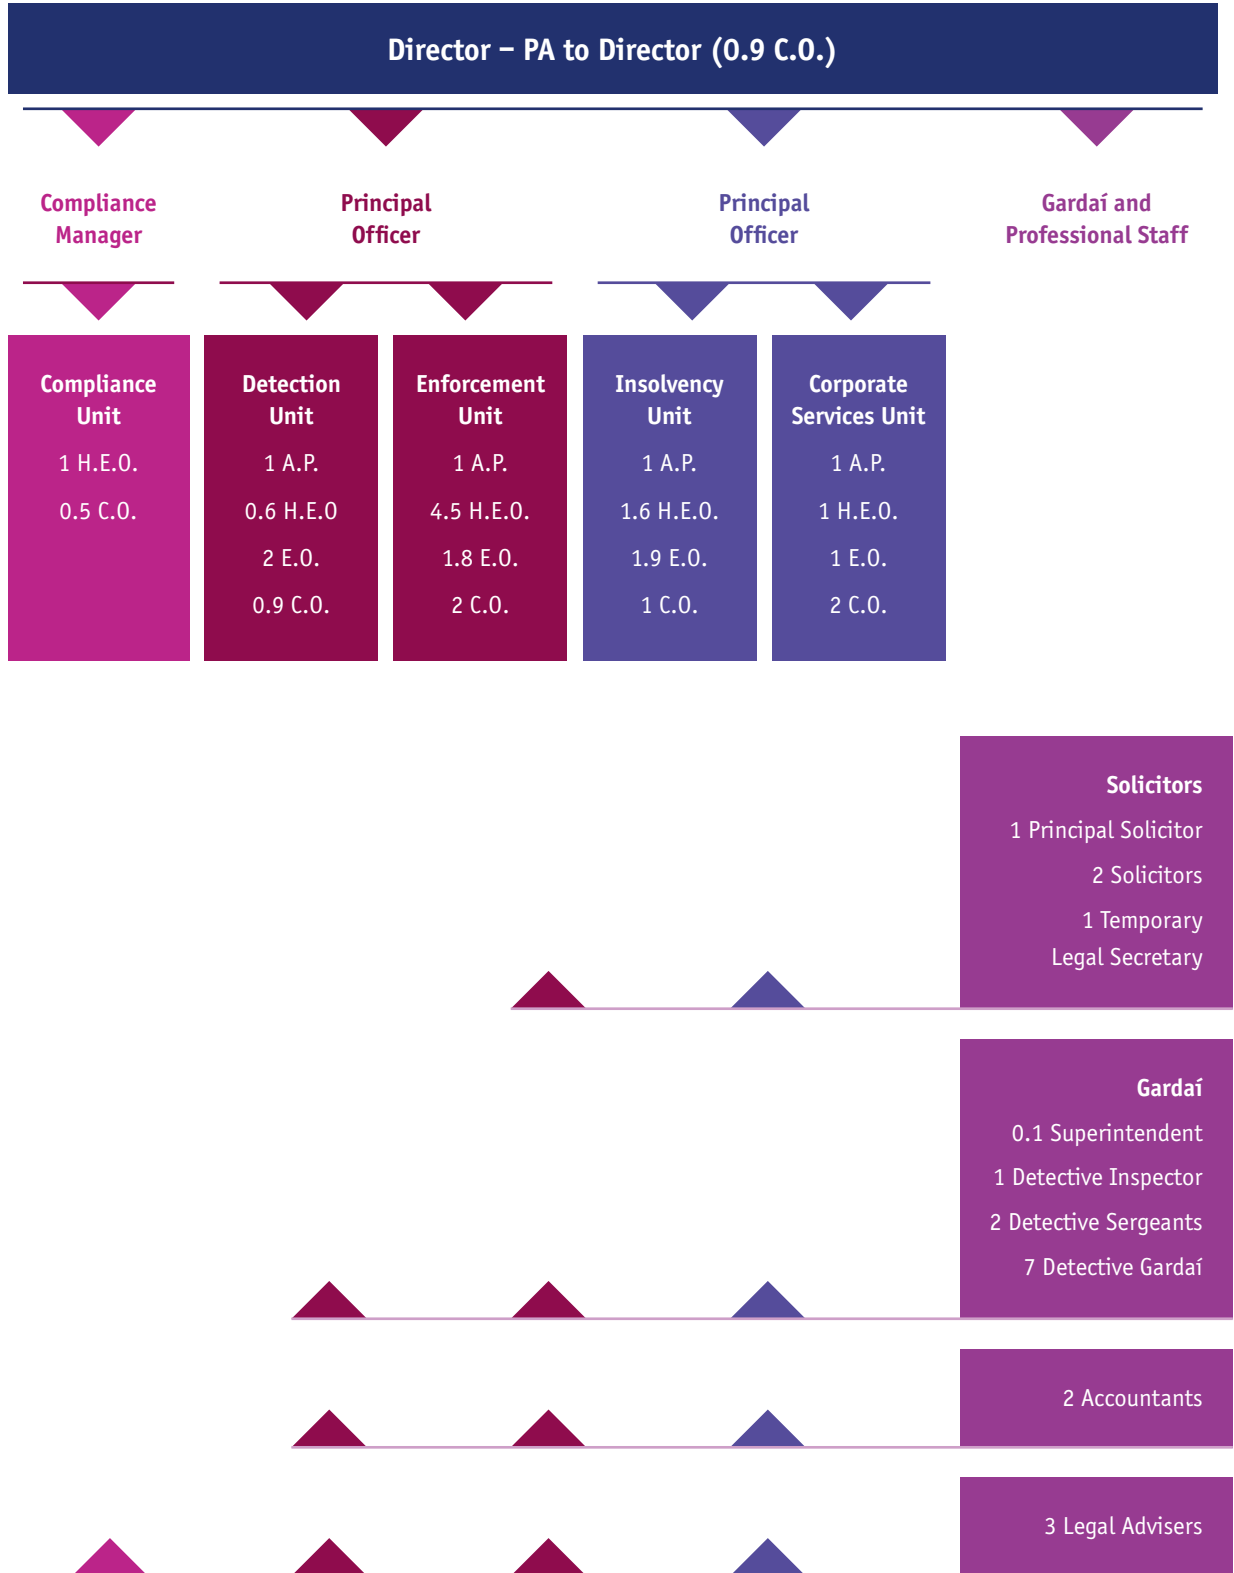 Director – PA to Director (0.9 C.O.)
Compliance
Manager
Principal
Officer
Principal
Officer
Gardaí and
Professional Staff
Compliance
Unit
1 H.E.O.
0.5 C.O.
Detection
Unit
1 A.P.
0.6 H.E.O
2 E.O.
0.9 C.O.
Enforcement
Unit
1 A.P.
4.5 H.E.O.
1.8 E.O.
2 C.O.
Insolvency
Unit
1 A.P.
1.6 H.E.O.
1.9 E.O.
1 C.O.
Corporate
Services Unit
1 A.P.
1 H.E.O.
1 E.O.
2 C.O.
Solicitors
1 Principal Solicitor
2 Solicitors
1 Temporary
Legal Secretary
Gardaí
0.1 Superintendent
1 Detective Inspector
2 Detective Sergeants
7 Detective Gardaí
2 Accountants
3 Legal Advisers